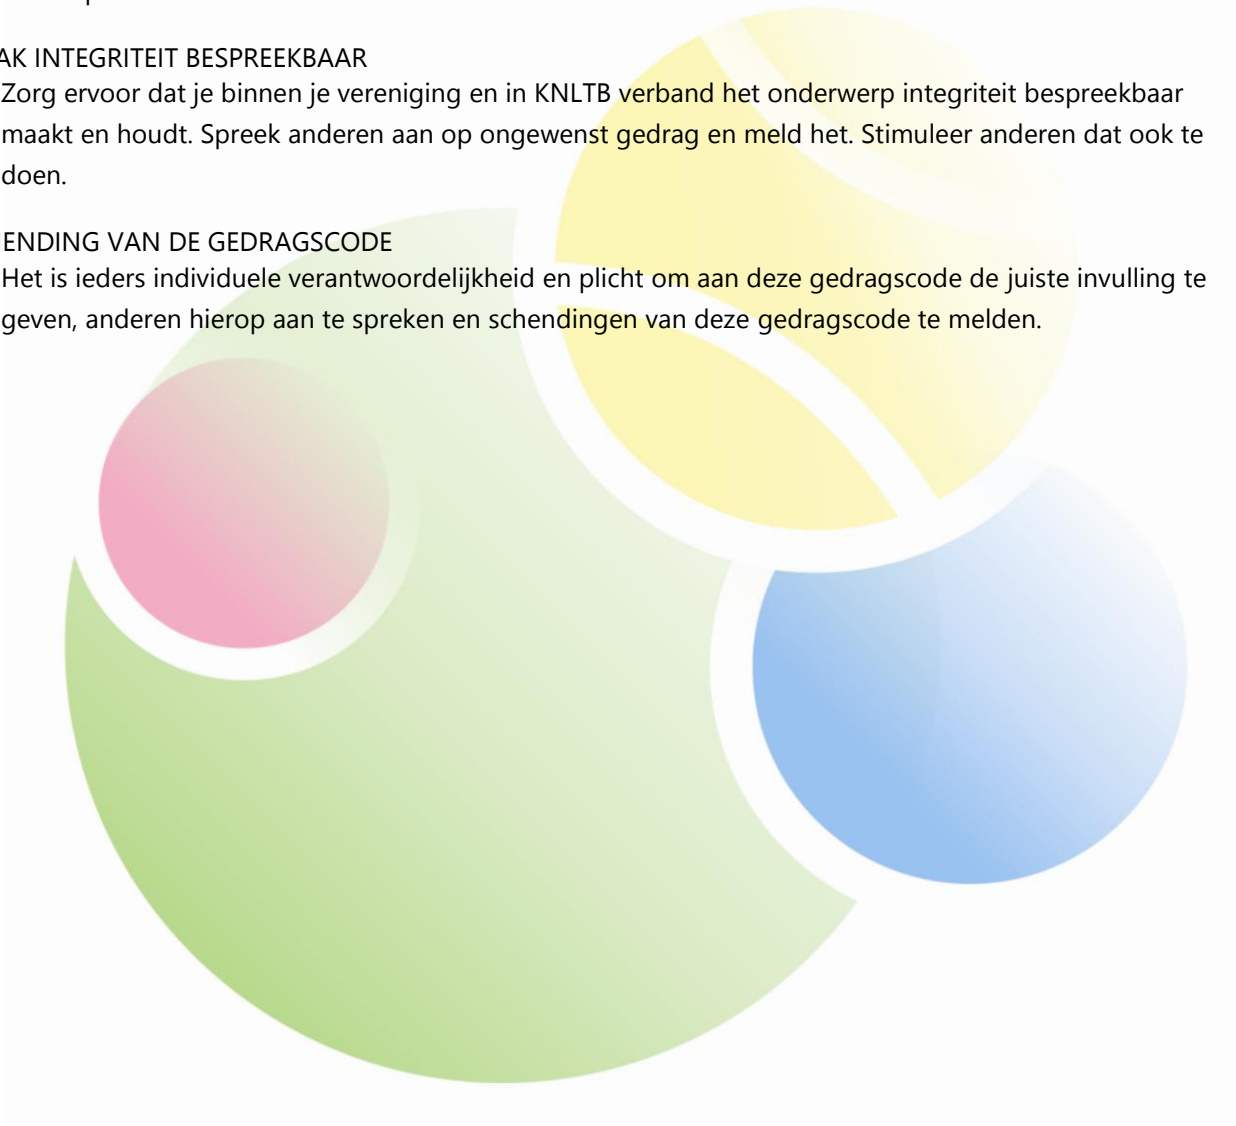 AK INTEGRITEIT BESPREEKBAAR
Zorg ervoor dat je binnen je vereniging en in KNLTB verband het onderwerp integriteit bespreekbaar
maakt en houdt. Spreek anderen aan op ongewenst gedrag en meld het. Stimuleer anderen dat ook te
doen.
ENDING VAN DE GEDRAGSCODE
Het is ieders individuele verantwoordelijkheid en plicht om aan deze gedragscode de juiste invulling te
geven, anderen hierop aan te spreken en schendingen van deze gedragscode te melden.